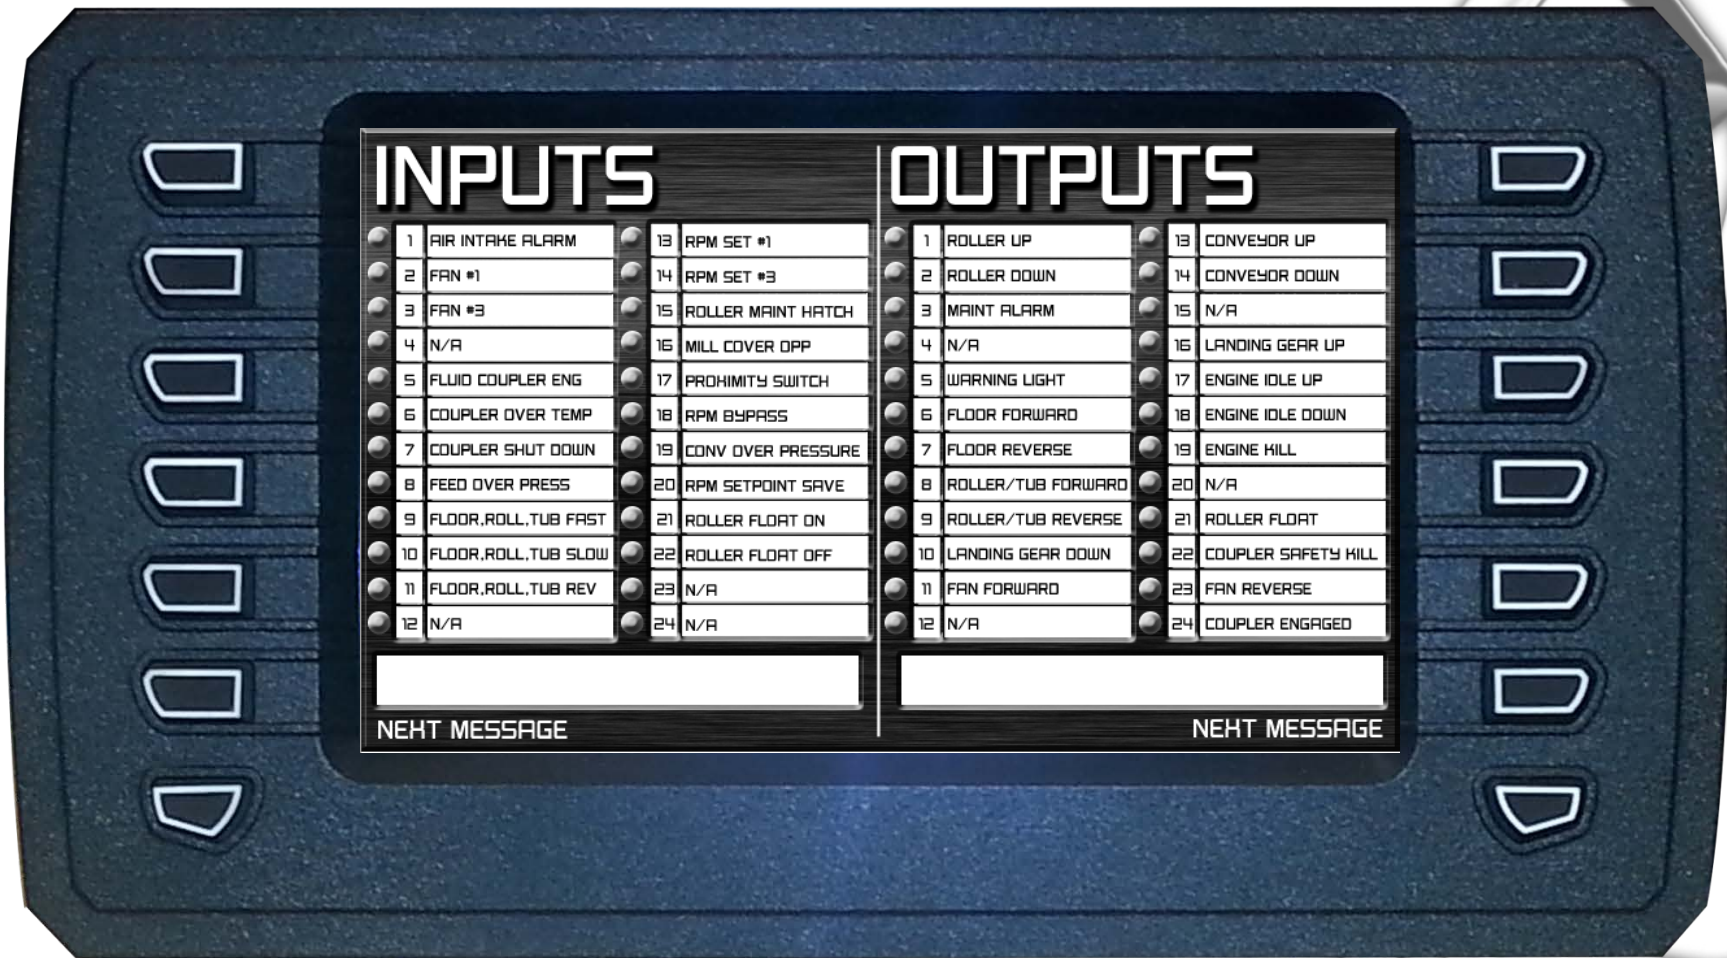 INPUTS
1 AIR INTAKE ALARM
2 FAN #1
3 FAN #3
4 N/A
5 FLUID COUPLER ENG
6 COUPLER OVER TEMP
7 COUPLER SHUT DOWN
8 FEED OVER PRESS
9 FLOOR,ROLL,TUB FAST
10 FLOOR,ROLL,TUB SLOW
11 FLOOR,ROLL,TUB REV
12 N/A
13 RPM SET #1
14 RPM SET #3
15 ROLLER MAINT HATCH
16 MILL COVER OPP
17 PROXIMITY SWITCH
18 RPM BYPASS
19 CONV OVER PRESSURE
20 RPM SETPOINT SAVE
21 ROLLER FLOAT ON
22 ROLLER FLOAT OFF
23 N/A
24 N/A
NEXT MESSAGE
OUTPUTS
1 ROLLER UP
2 ROLLER DOWN
3 MAINT ALARM
4 N/A
5 WARNING LIGHT
6 FLOOR FORWARD
7 FLOOR REVERSE
8 ROLLER/TUB FORWARD
9 ROLLER/TUB REVERSE
10 LANDING GEAR DOWN
11 FAN FORWARD
12 N/A
13 CONVEYOR UP
14 CONVEYOR DOWN
15 N/A
16 LANDING GEAR UP
17 ENGINE IDLE UP
18 ENGINE IDLE DOWN
19 ENGINE KILL
20 N/A
21 ROLLER FLOAT
22 COUPLER SAFETY KILL
23 FAN REVERSE
24 COUPLER ENGAGED
NEXT MESSAGE